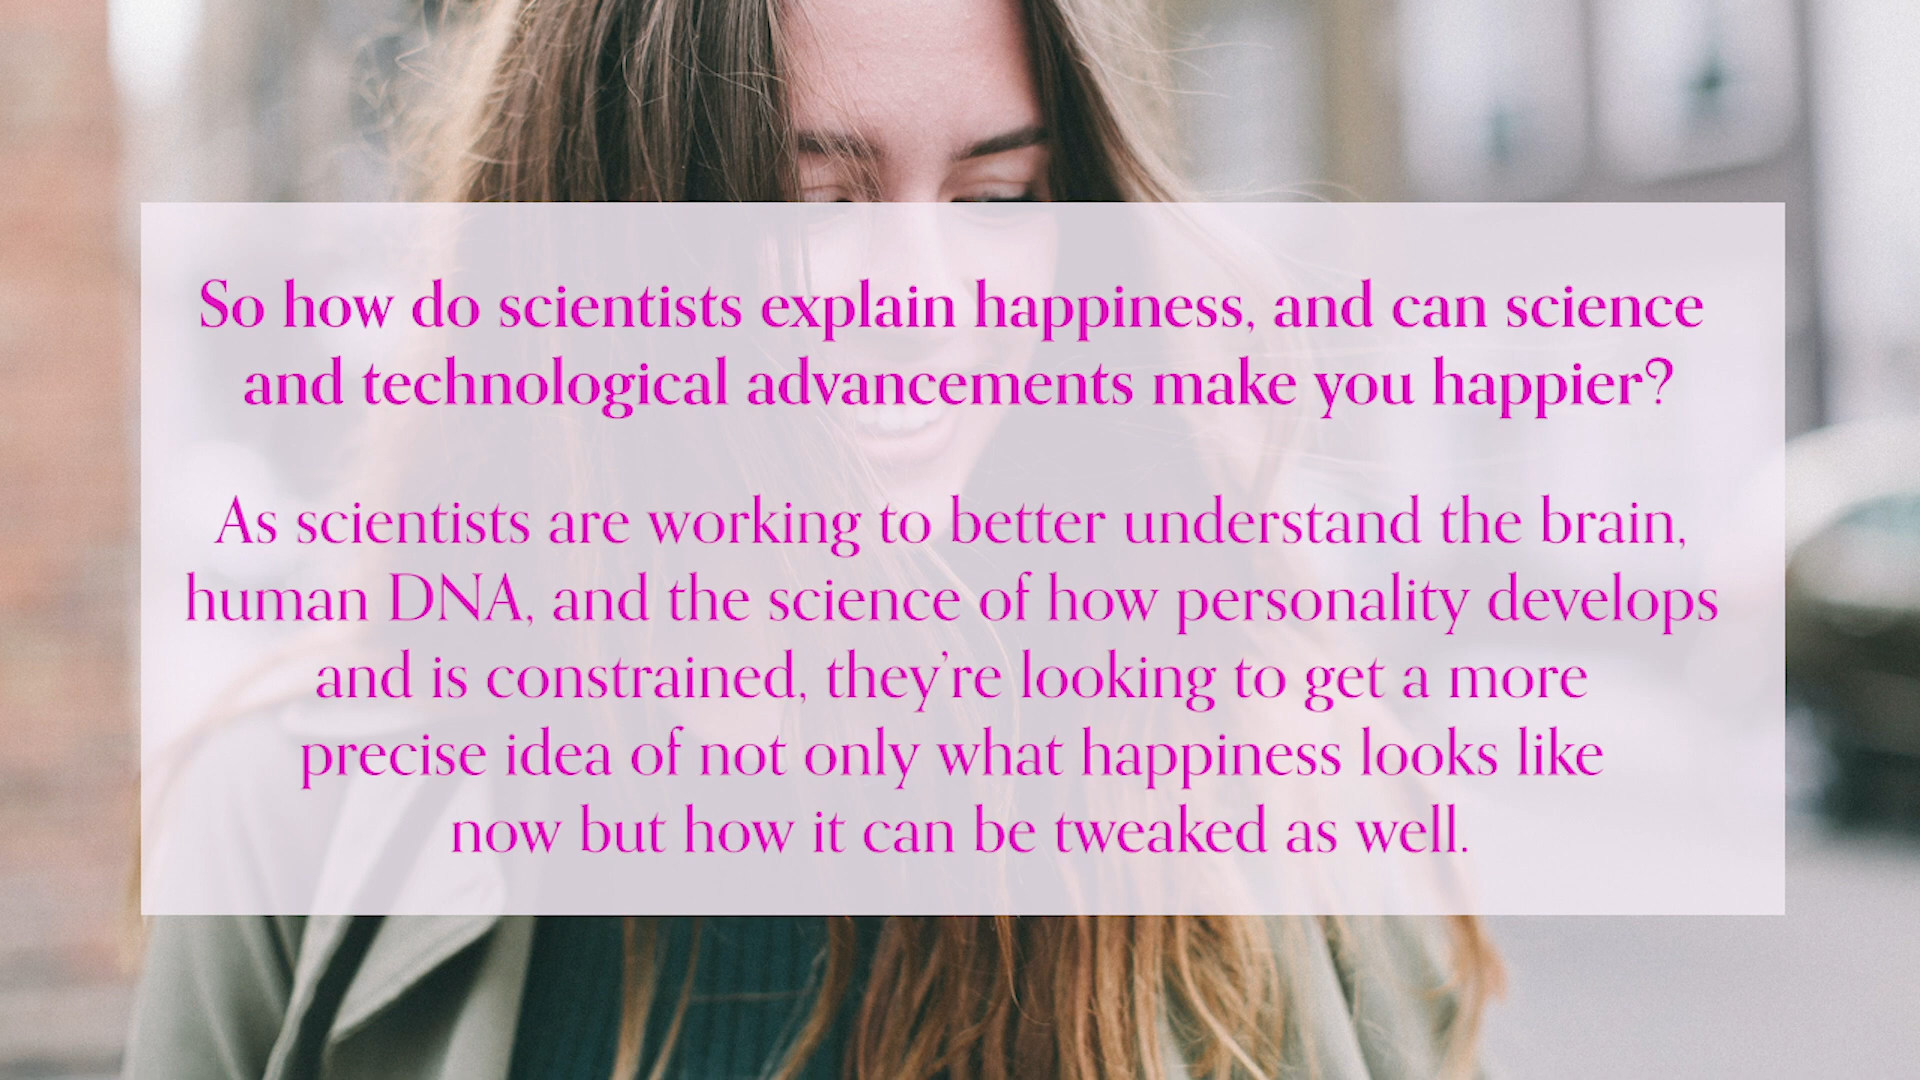 So how do scientists explain happiness, and can science
and technological advancements make you happier?
As scientists are working to better understand the brain,
human DNA, and the science of how personality develops
and is constrained, they’re looking to get a more
precise idea of not only what happiness looks like
now but how it can be tweaked as well.